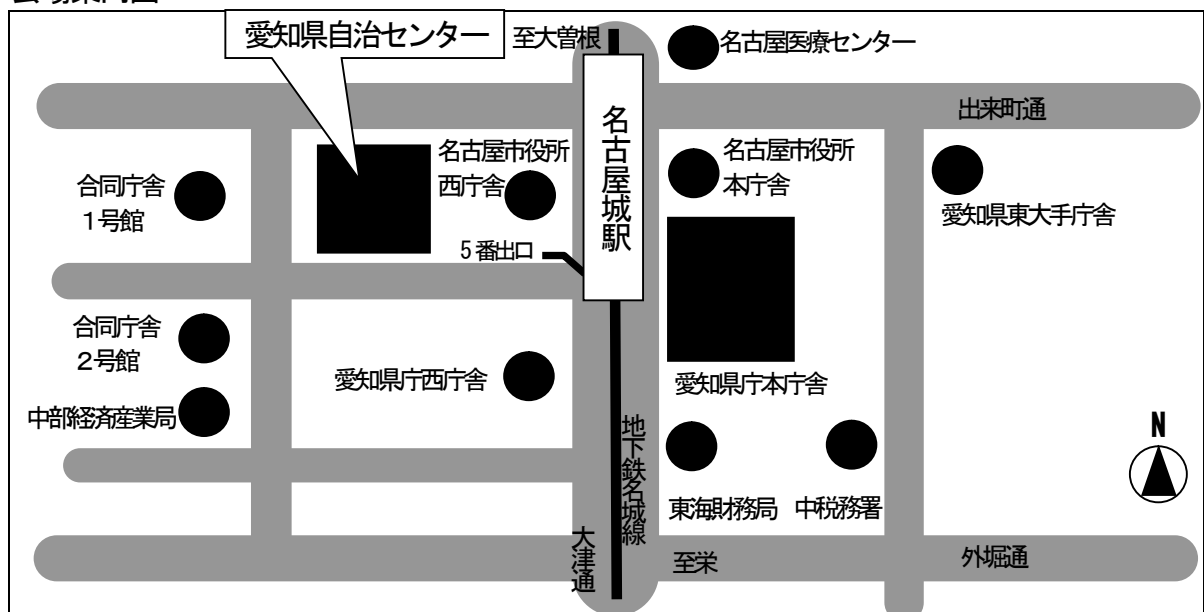 愛知県自治センター
至大曽根
名古屋医療センター
出来町通
名古屋城駅
名古屋市役所
西庁舎
名古屋市役所
本庁舎
合同庁舎
1号館
愛知県東大手庁舎
5番出口
合同庁舎
2号館
愛知県庁西庁舎
愛知県庁本庁舎
中部経済産業局
地下鉄名城線
N
東海財務局
中税務署
大津通
至栄
外堀通